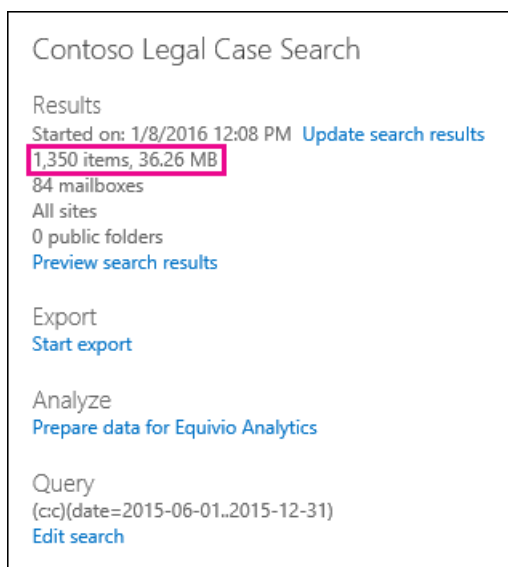 Contoso Legal Case Search
Results
Started on: 1/8/2016 12:08 PM Update search results
1,350 items, 36.26 MB
84 mailboxes
All sites
0 public folders
Preview search results
Export
Start export
Analyze
Prepare data for Equivio Analytics
Query
(c:c)(date=2015-06-01..2015-12-31)
Edit search